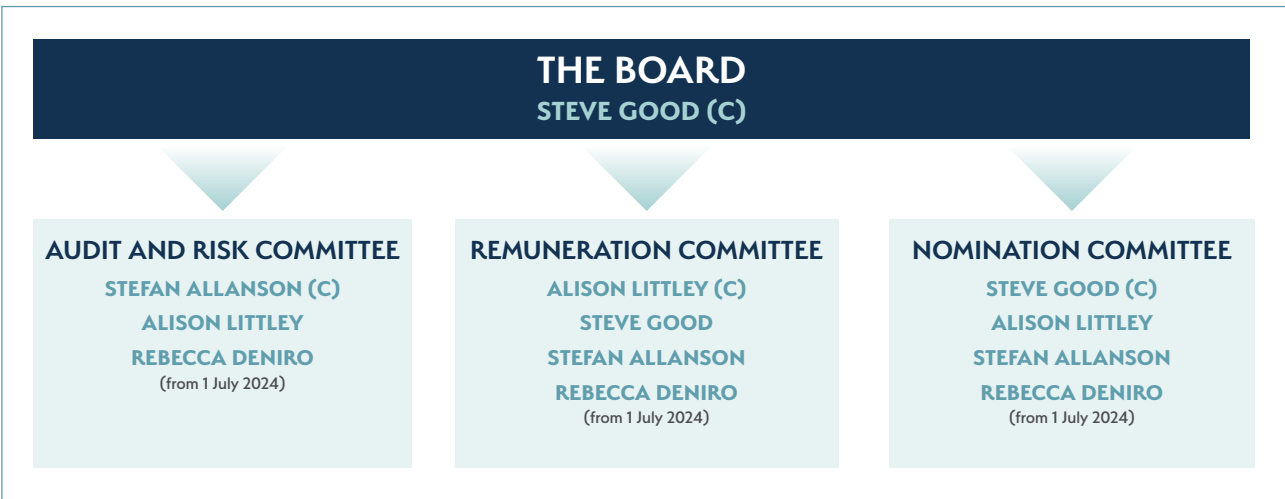 THE BOARD
STEVE GOOD (C)
AUDIT AND RISK COMMITTEE
STEFAN ALLANSON (C)
ALISON LITTLEY
REBECCA DENIRO
(from 1 July 2024)
REMUNERATION COMMITTEE
ALISON LITTLEY (C)
STEVE GOOD
STEFAN ALLANSON
REBECCA DENIRO
(from 1 July 2024)
NOMINATION COMMITTEE
STEVE GOOD (C)
ALISON LITTLEY
STEFAN ALLANSON
REBECCA DENIRO
(from 1 July 2024)